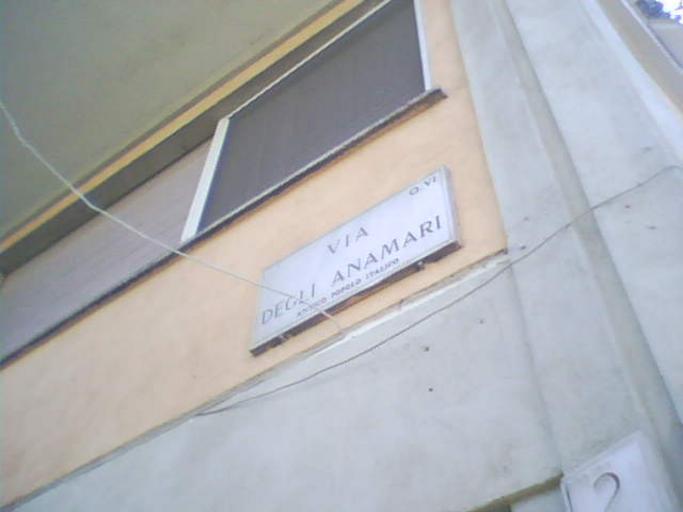 Q. VI
VIA
DEGLI ANAMARI
ANTICO POPOLO ITALICO
2